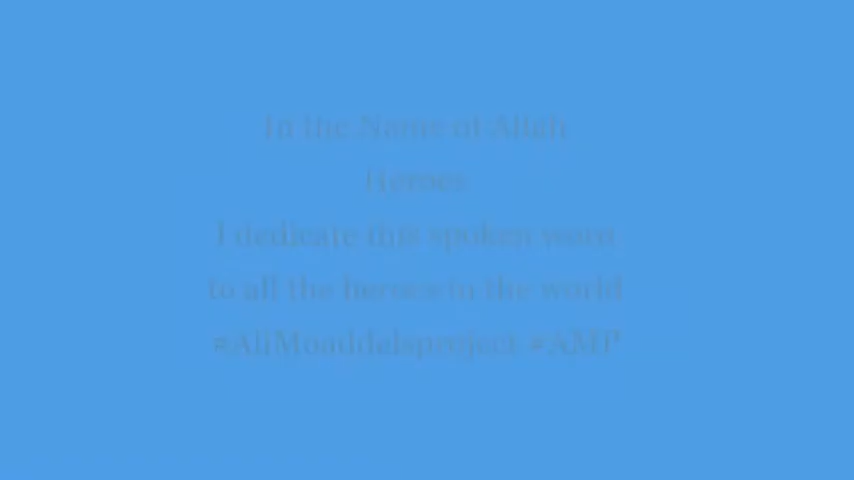 In the Name of Allah
Heroes
I dedicate this spoken word
to all the heroes in the world
#AliMoaddelsproject #AMP